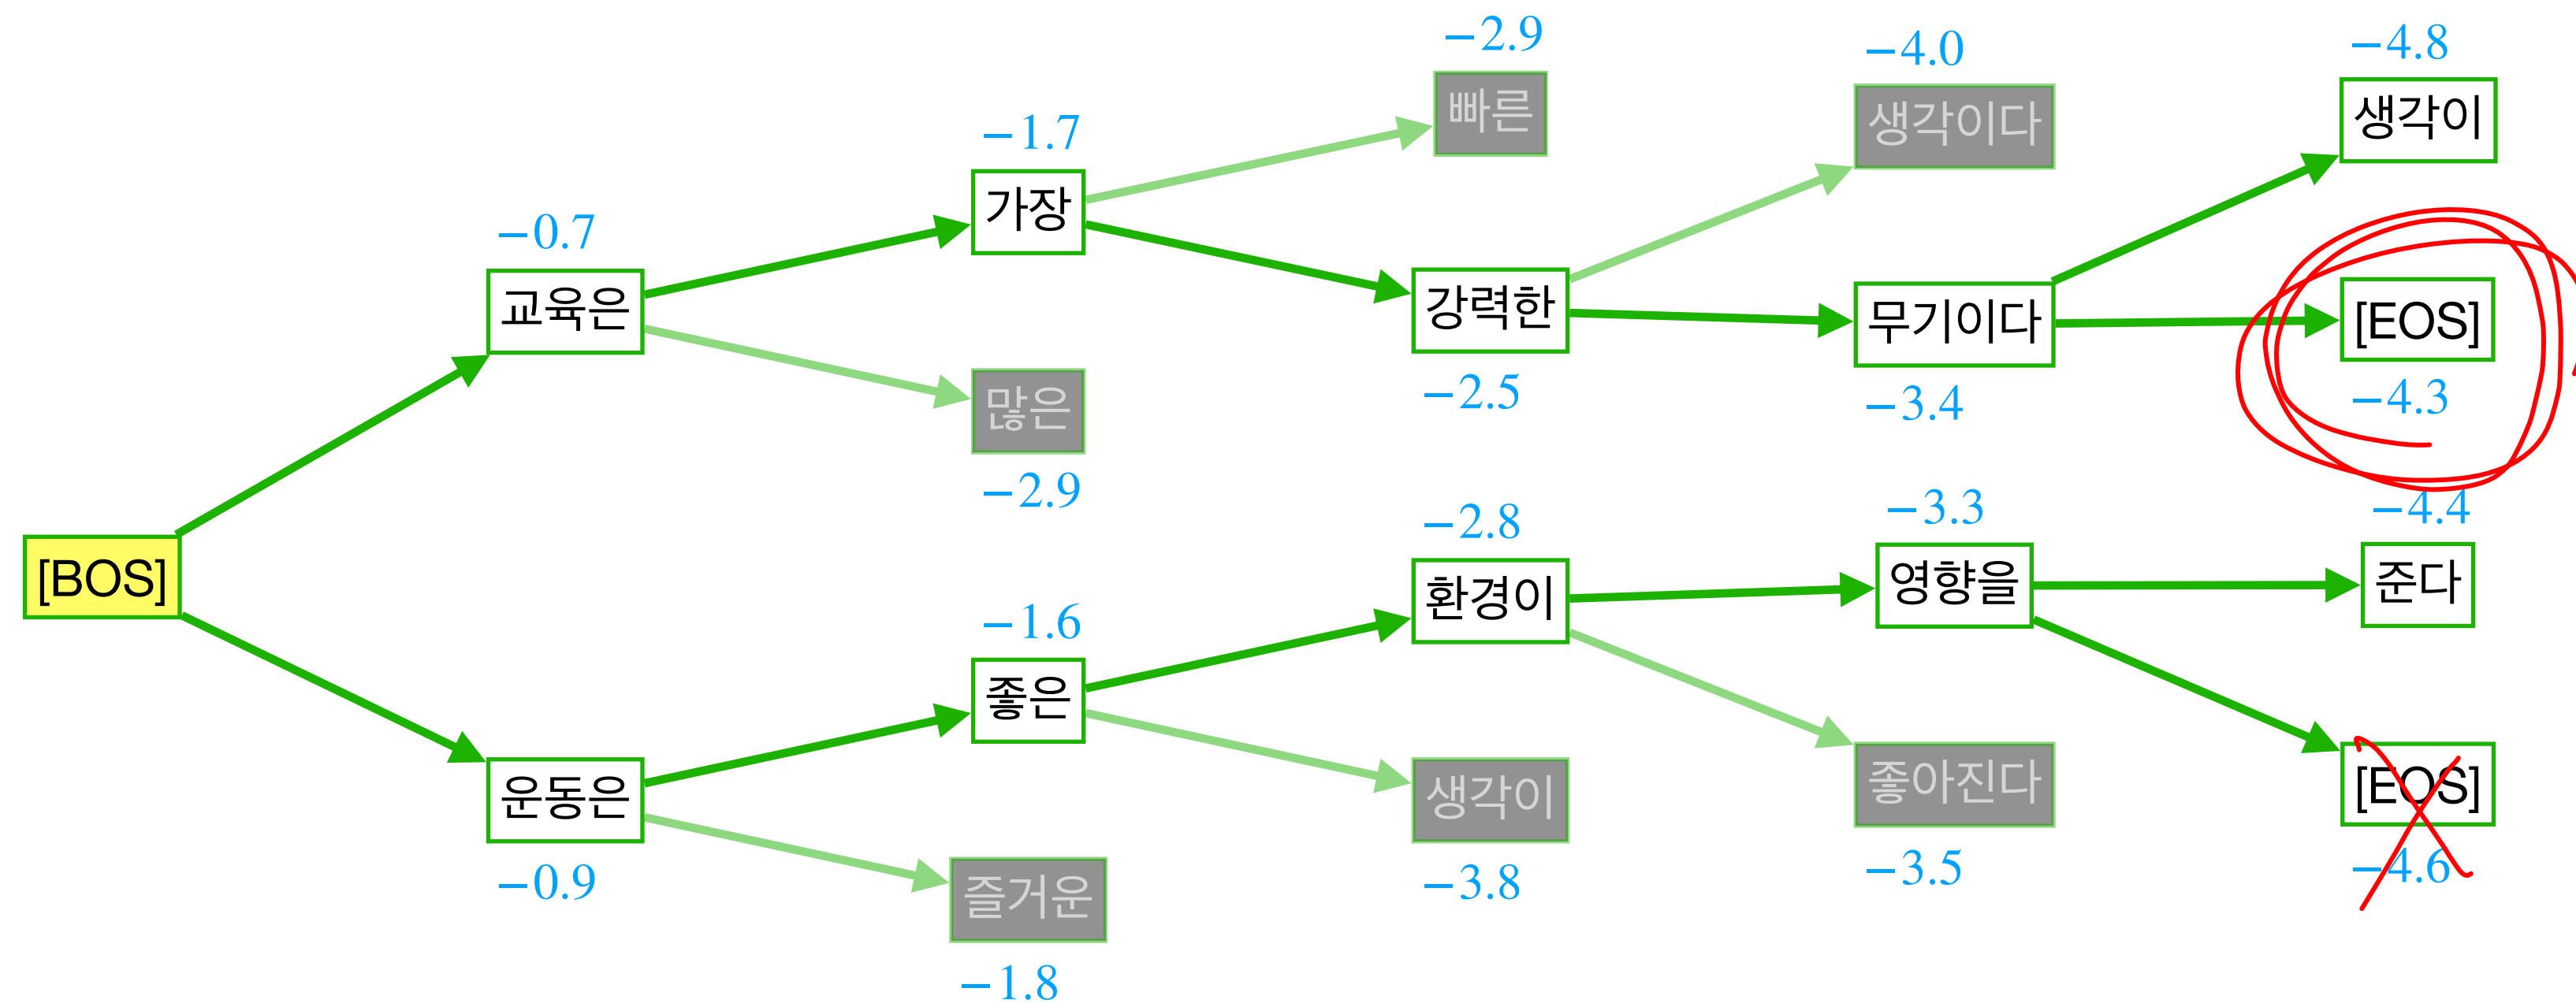 [BOS]
−0.7
교육은
운동은
−0.9
−1.7
가장
많은
−2.9
−1.6
좋은
즐거운
−1.8
−2.9
빠른
강력한
−2.5
−2.8
환경이
생각이
−3.8
−4.0
생각이다
무기이다
−3.4
−3.3
영향을
좋아진다
−3.5
−4.8
생각이
[EOS]
−4.3
−4.4
준다
[EOS]
−4.6